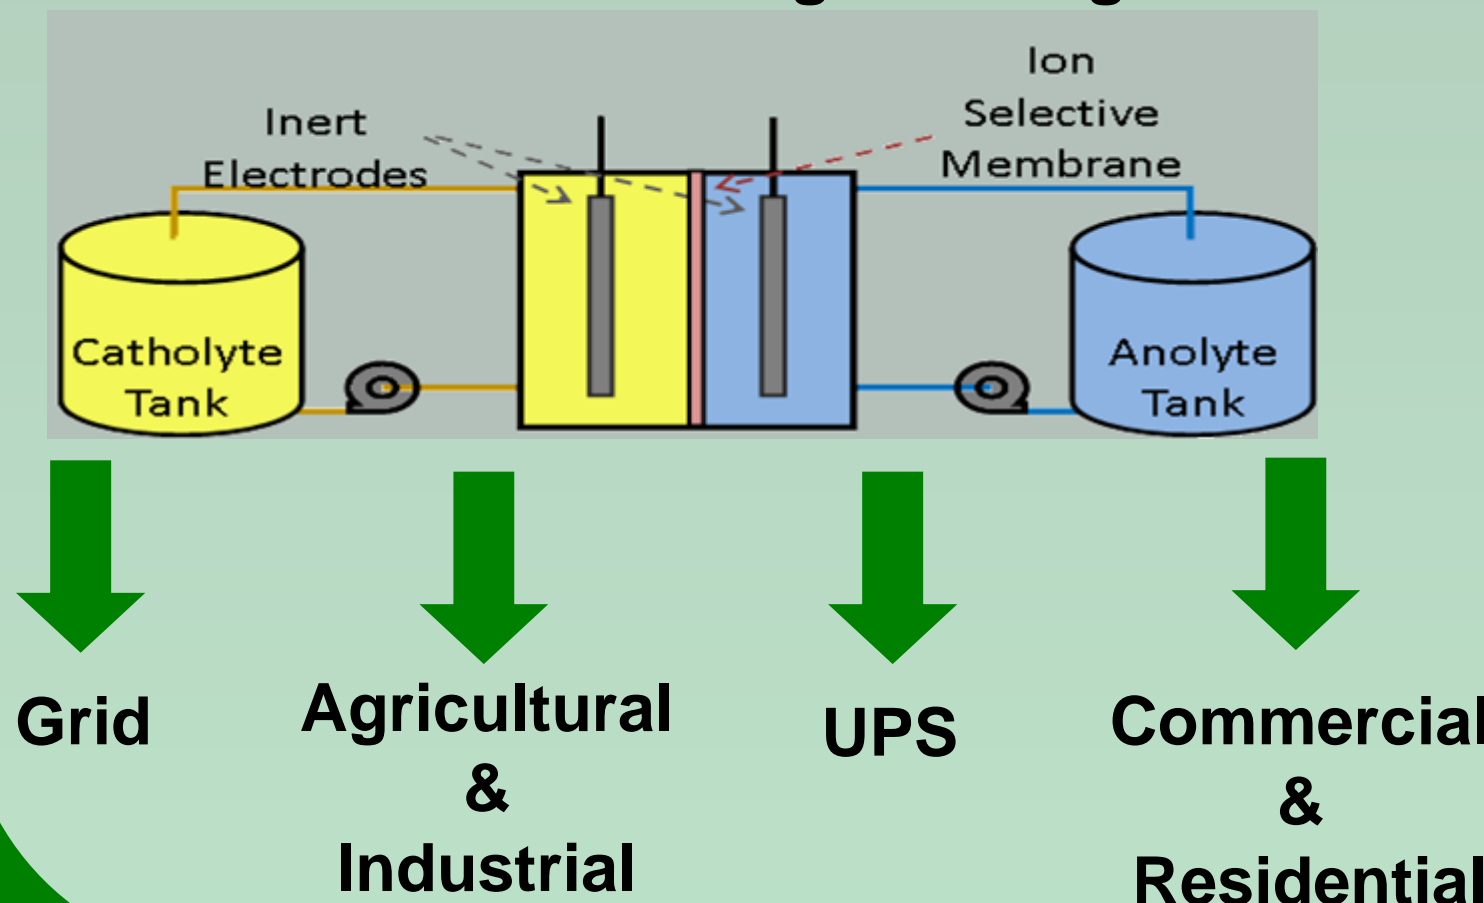 Ion
Selective
Membrane
Inert
Electrodes
Catholyte
Tank
Anolyte
Tank
Grid
Agricultural
&
Industrial
UPS
Commercial
&
Residential